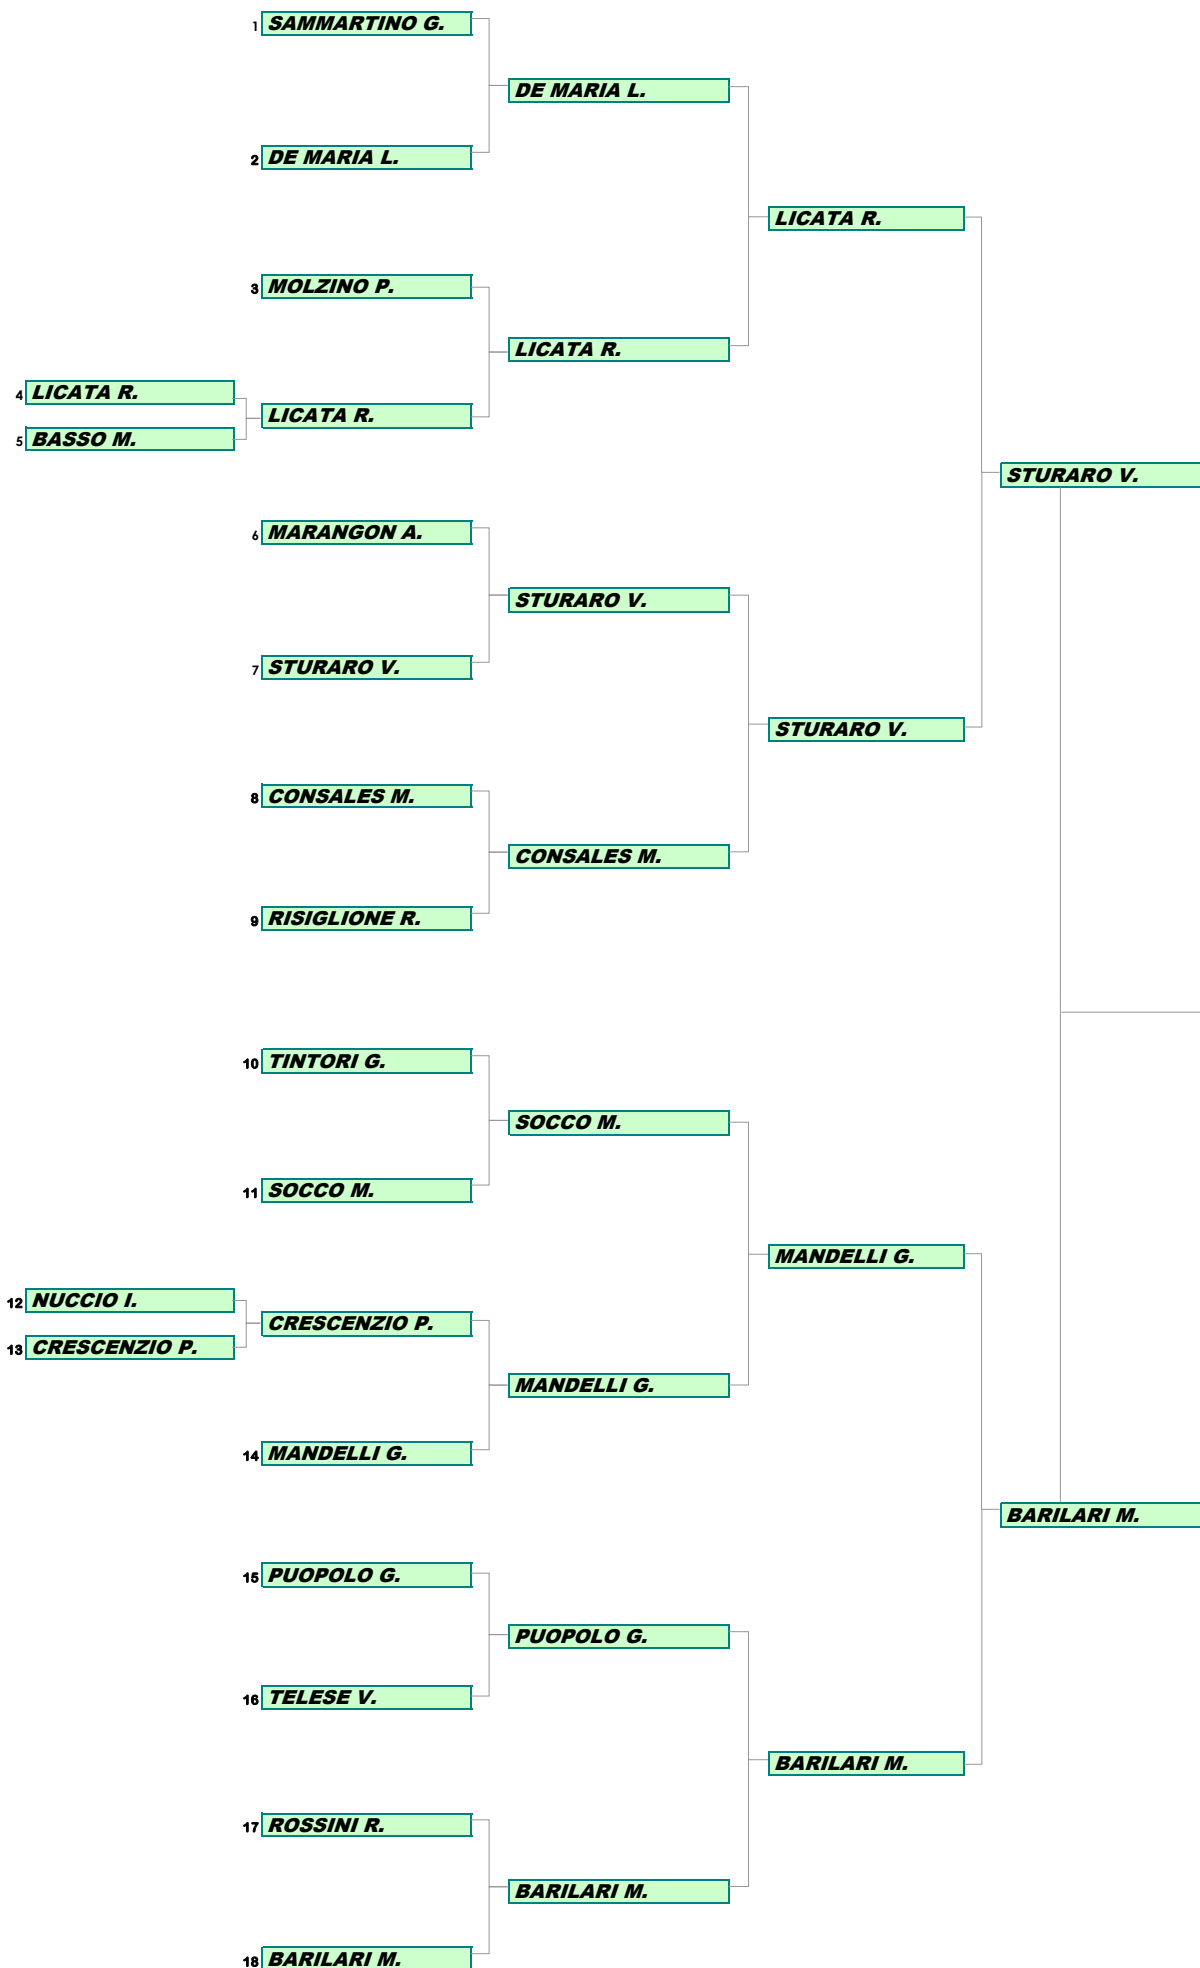 1 SAMMARTINO G.
DE MARIA L.
2 DE MARIA L.
LICATA R.
3 MOLZINO P.
LICATA R.
4 LICATA R.
LICATA R.
5 BASSO M.
STURARO V.
6 MARANGON A.
STURARO V.
7 STURARO V.
STURARO V.
8 CONSALES M.
CONSALES M.
9 RISIGLIONE R.
10 TINTORI G.
SOCCO M.
11 SOCCO M.
MANDELLI G.
12 NUCCIO I.
CRESCENZIO P.
13 CRESCENZIO P.
MANDELLI G.
14 MANDELLI G.
BARILARI M.
15 PUOPOLO G.
PUOPOLO G.
16 TELESE V.
BARILARI M.
17 ROSSINI R.
BARILARI M.
18 BARILARI M.